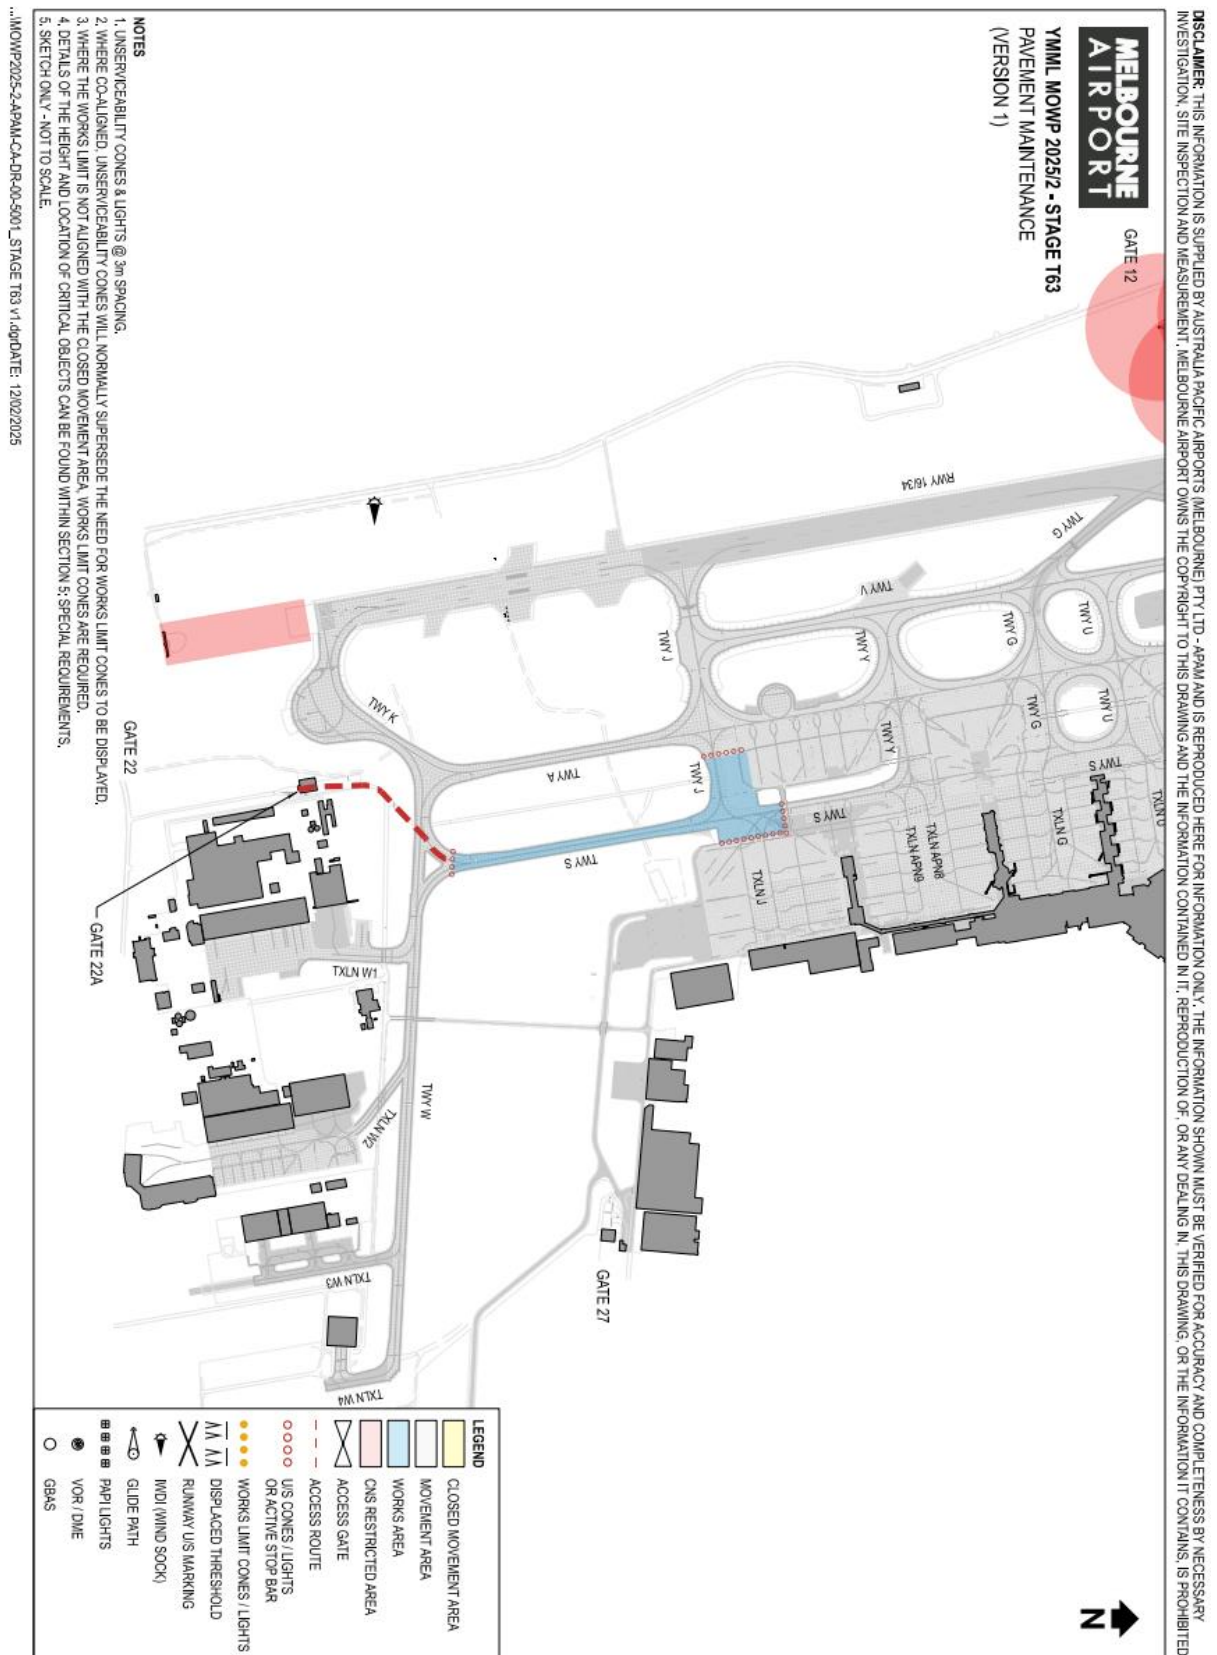 DISCLAIMER: THIS INFORMATION IS SUPPLIED BY AUSTRALIA PACIFIC AIRPORTS (MELBOURNE) PTY LTD - APAM AND IS REPRODUCED HERE FOR INFORMATION ONLY. THE INFORMATION SHOWN MUST BE VERIFIED FOR ACCURACY AND COMPLETENESS BY NECESSARY
INVESTIGATION, SITE INSPECTION AND MEASUREMENT. MELBOURNE AIRPORT OWNS THE COPYRIGHT TO THIS DRAWING AND THE INFORMATION CONTAINED IN IT. REPRODUCTION OF, OR ANY DEALING IN, THIS DRAWING, OR THE INFORMATION IT CONTAINS, IS PROHIBITED
MELBOURNE
AIRPORT
YMML MOWP 2025/2 - STAGE T63
PAVEMENT MAINTENANCE
(VERSION 1)
GATE 12
RWY 16/34
TWY G
TWY V
TWY U
TWY G
TWY Y
TWY J
TWY U
TWY G
TWY Y
TWY S
TWY K
TWY A
TWY J
TWY S
TWY S
TXLN U
TXLN G
TXLN APN8
TXLN APN9
TXLN J
GATE 22
GATE 22A
TXLN W1
TWY W
TXLN W2
TXLN W3
TXLN W4
GATE 27
N
NOTES
1. UNSERVICEABILITY CONES & LIGHTS @ 3m SPACING.
2. WHERE CO-ALIGNED, UNSERVICEABILITY CONES WILL NORMALLY SUPERSEDE THE NEED FOR WORKS LIMIT CONES TO BE DISPLAYED.
3. WHERE THE WORKS LIMIT IS NOT ALIGNED WITH THE CLOSED MOVEMENT AREA, WORKS LIMIT CONES ARE REQUIRED.
4. DETAILS OF THE HEIGHT AND LOCATION OF CRITICAL OBJECTS CAN BE FOUND WITHIN SECTION 5: SPECIAL REQUIREMENTS.
5. SKETCH ONLY - NOT TO SCALE.
LEGEND
CLOSED MOVEMENT AREA
MOVEMENT AREA
WORKS AREA
CNS RESTRICTED AREA
ACCESS GATE
ACCESS ROUTE
U/S CONES / LIGHTS
OR ACTIVE STOP BAR
WORKS LIMIT CONES / LIGHTS
DISPLACED THRESHOLD
RUNWAY U/S MARKING
IWDI (WIND SOCK)
GLIDE PATH
PAPI LIGHTS
VOR / DME
GBAS
...\MOWP2025-2-APAM-CA-DR-00-5001_STAGE T63 v1.dgnDATE: 12/02/2025